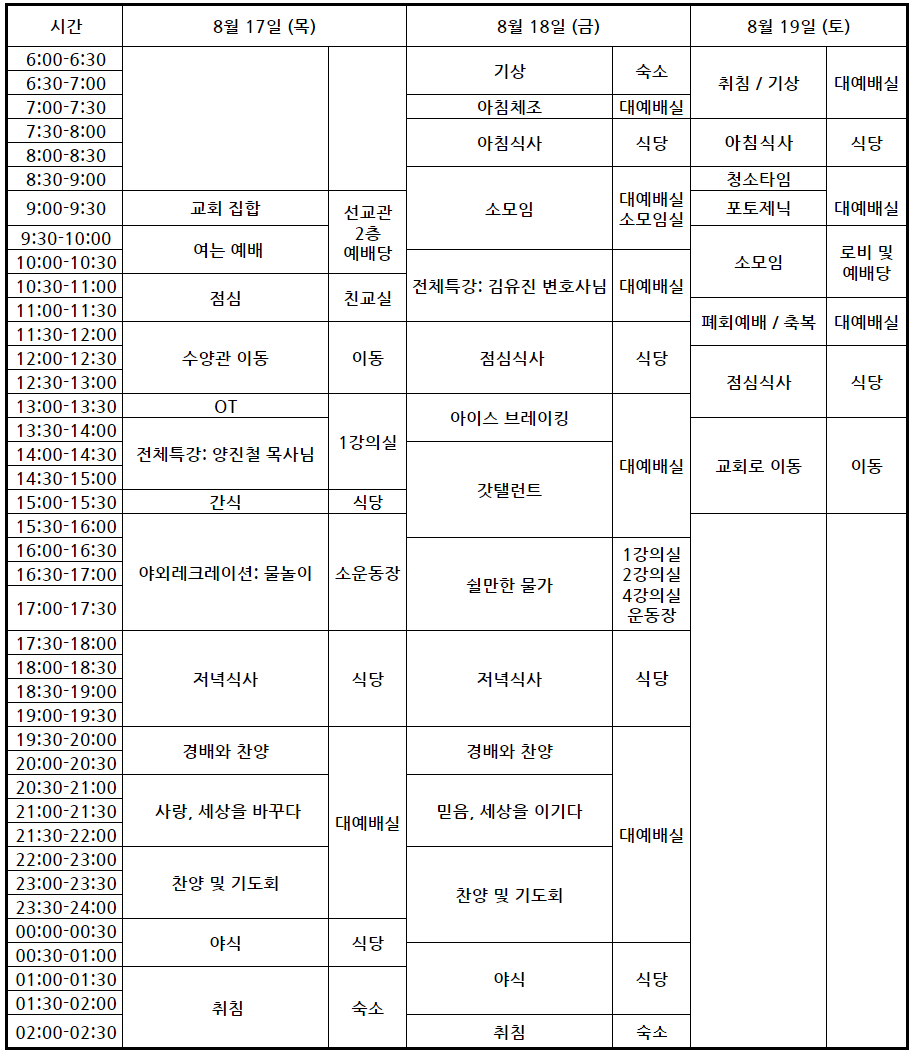 시간 8월 17일 (목) 8월 18일 (금) 8월 19일 (토)
6:00-6:30
기상 숙소
6:30-7:00
취침 / 기상 대예배실
7:00-7:30 아침체조 대예배실
7:30-8:00
아침식사 식당 아침식사 식당
8:00-8:30
8:30-9:00 청소타임
9:00-9:30 교회 집합
선교관
2층
예배당
소모임
대예배실
소모임실
포토제닉 대예배실
9:30-10:00
여는 예배
10:00-10:30
소모임
로비 및
예배당
10:30-11:00
점심 친교실
전체특강: 김유진 변호사님 대예배실
11:00-11:30
폐회예배 / 축복 대예배실
11:30-12:00
12:00-12:30 수양관 이동 이동 점심식사 식당
12:30-13:00
점심식사 식당
13:00-13:30 OT
아이스 브레이킹
13:30-14:00
1강의실
14:00-14:30 전체특강: 양진철 목사님
대예배실
교회로 이동 이동
14:30-15:00
갓탤런트
15:00-15:30 간식 식당
15:30-16:00
16:00-16:30
야외레크레이션: 물놀이 소운동장
16:30-17:00
쉴만한 물가
1강의실
2강의실
4강의실
운동장
17:00-17:30
17:30-18:00
18:00-18:30
저녁식사 식당 저녁식사 식당
18:30-19:00
19:00-19:30
19:30-20:00
경배와 찬양 경배와 찬양
20:00-20:30
20:30-21:00
21:00-21:30 사랑, 세상을 바꾸다
대예배실
믿음, 세상을 이기다
대예배실
21:30-22:00
22:00-23:00
23:00-23:30 찬양 및 기도회
찬양 및 기도회
23:30-24:00
00:00-00:30
야식 식당
00:30-01:00
01:00-01:30
야식 식당
01:30-02:00
취침 숙소
02:00-02:30 취침 숙소